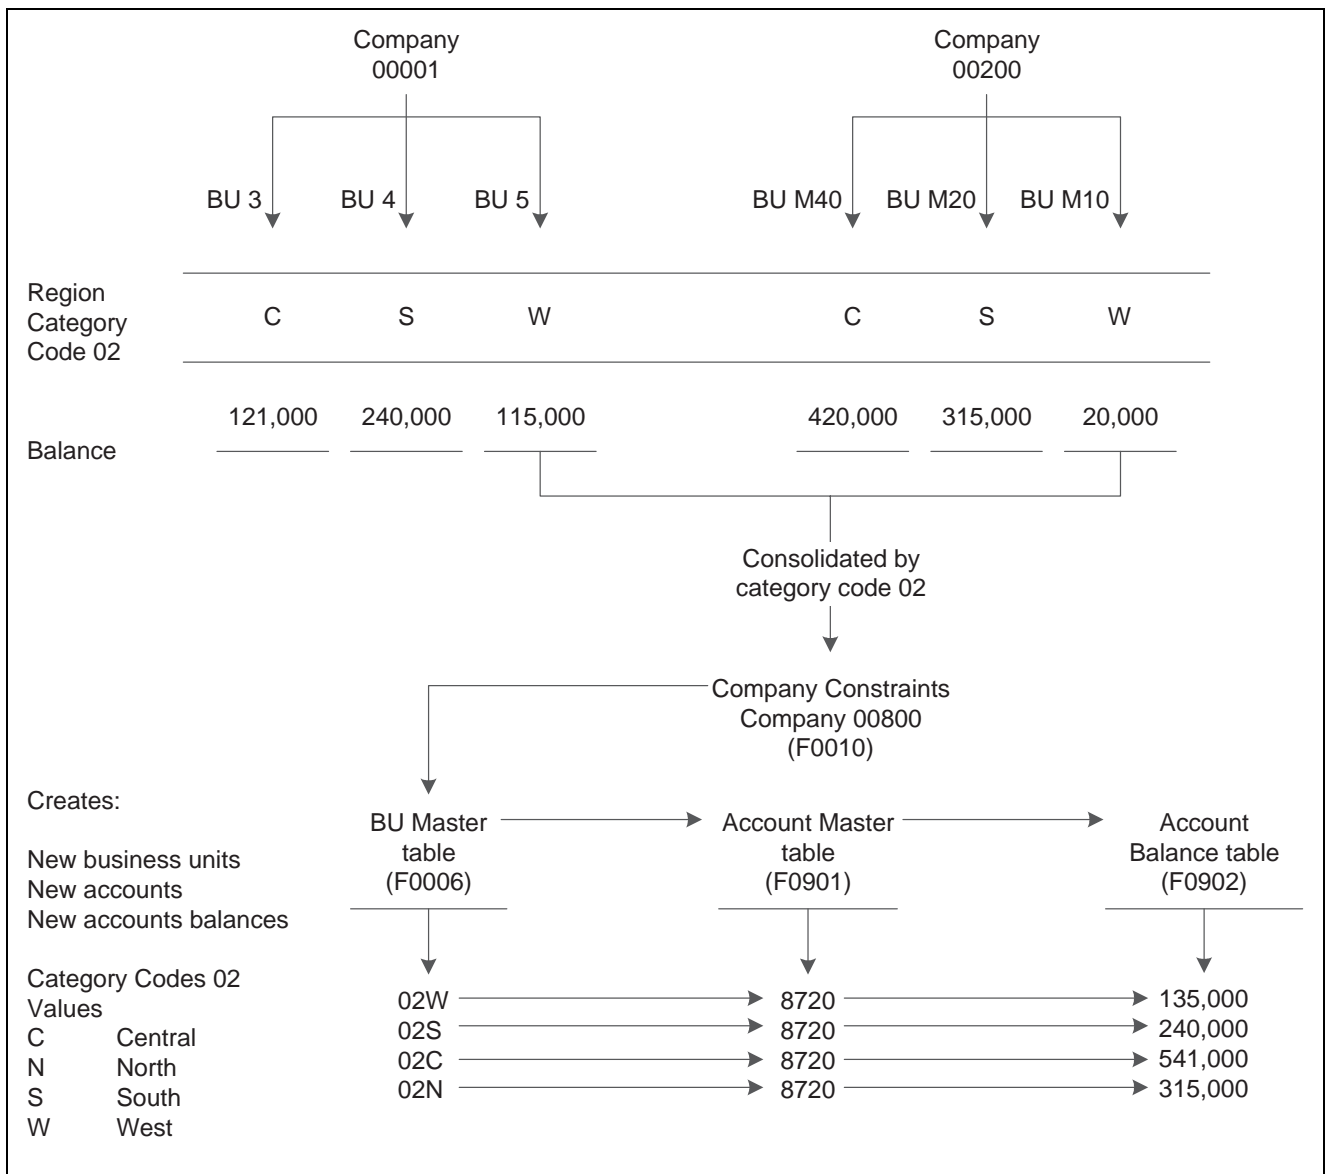 Company
00001
Company
00200
BU 3
BU 4
BU 5
BU M40
BU M20
BU M10
Region
Category
Code 02
C
S
W
C
S
W
Balance
121,000
240,000
115,000
420,000
315,000
20,000
Consolidated by
category code 02
Company Constraints
Company 00800
(F0010)
Creates:
New business units
New accounts
New accounts balances
BU Master
table
(F0006)
Account Master
table
(F0901)
Account
Balance table
(F0902)
Category Codes 02
Values
C Central
N North
S South
W West
02W 8720 135,000
02S 8720 240,000
02C 8720 541,000
02N 8720 315,000